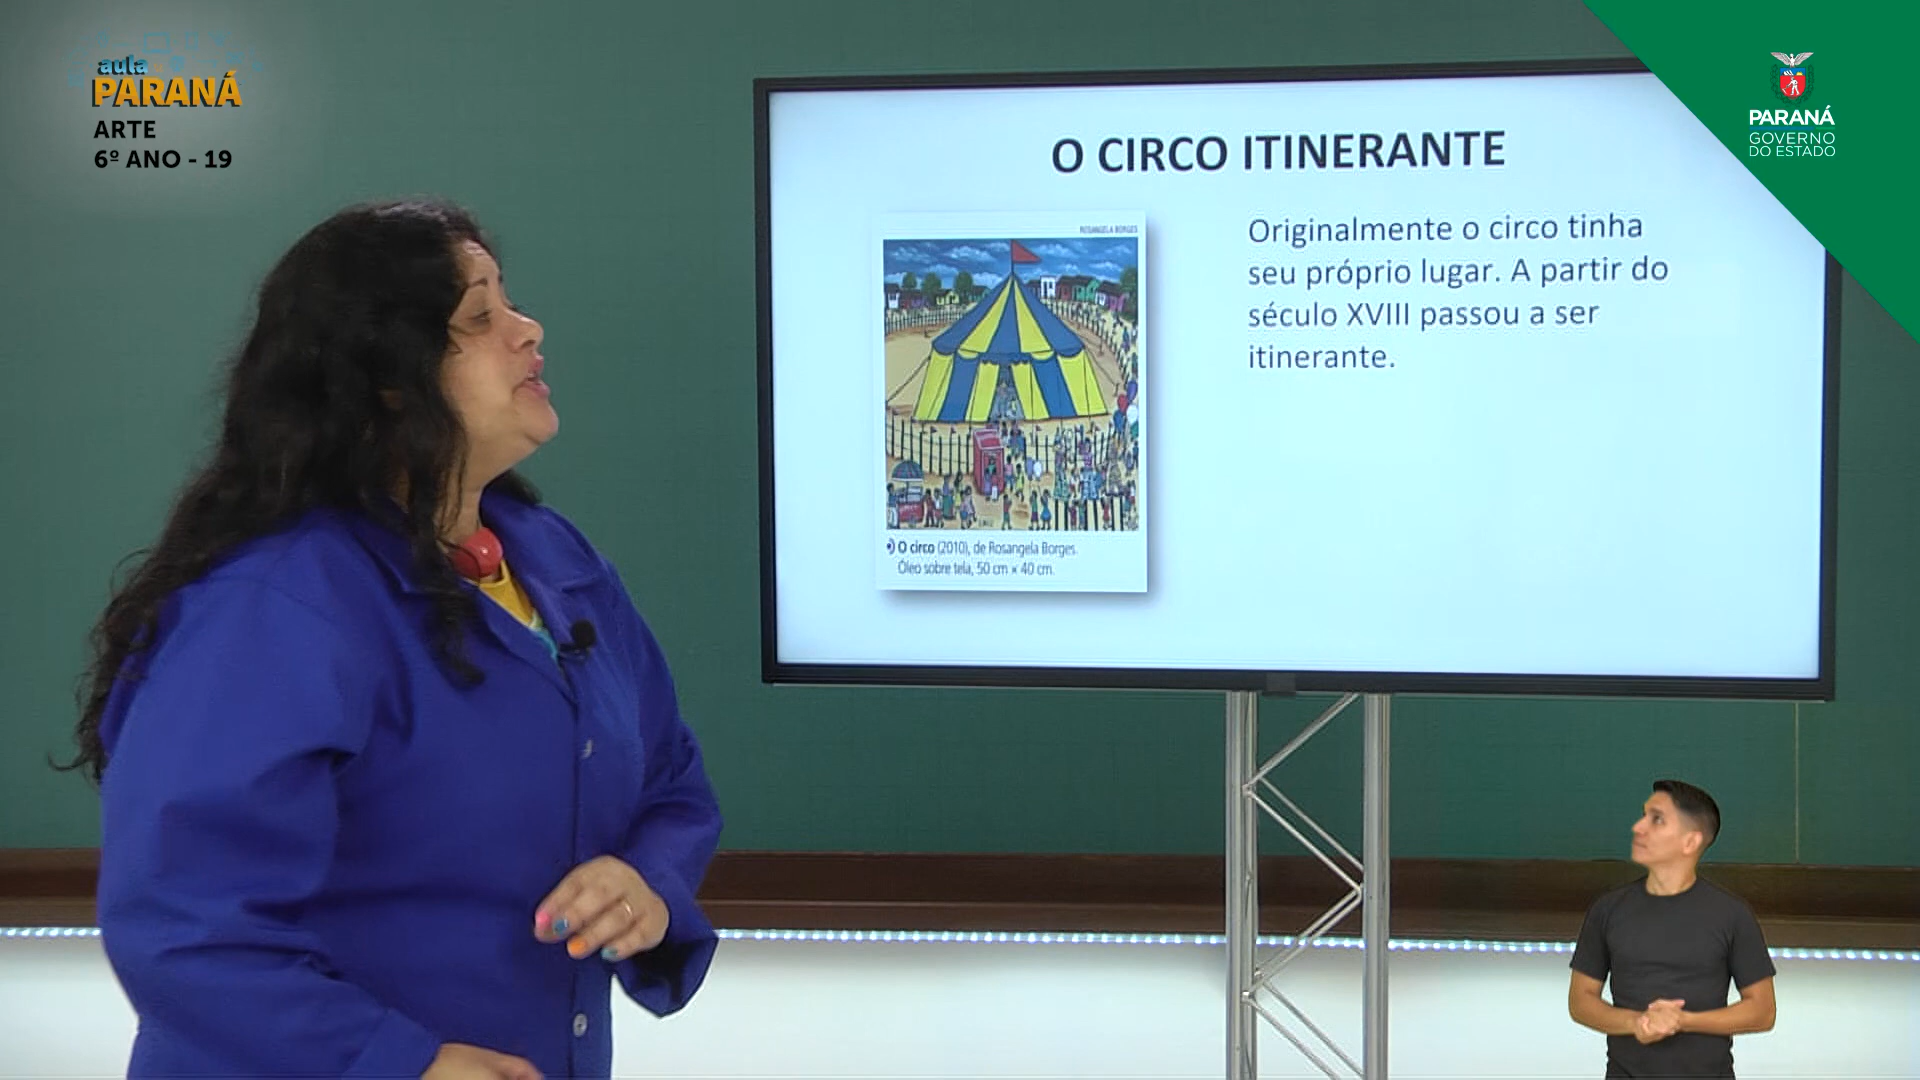 aula
PARANÁ
ARTE
6º ANO - 19
PARANÁ
GOVERNO
DO ESTADO
O CIRCO ITINERANTE
ROSANGELA BORGES
Originalmente o circo tinha
seu próprio lugar. A partir do
século XVIII passou a ser
itinerante.
O circo (2010), de Rosangela Borges.
Óleo sobre tela, 50 cm × 40 cm.